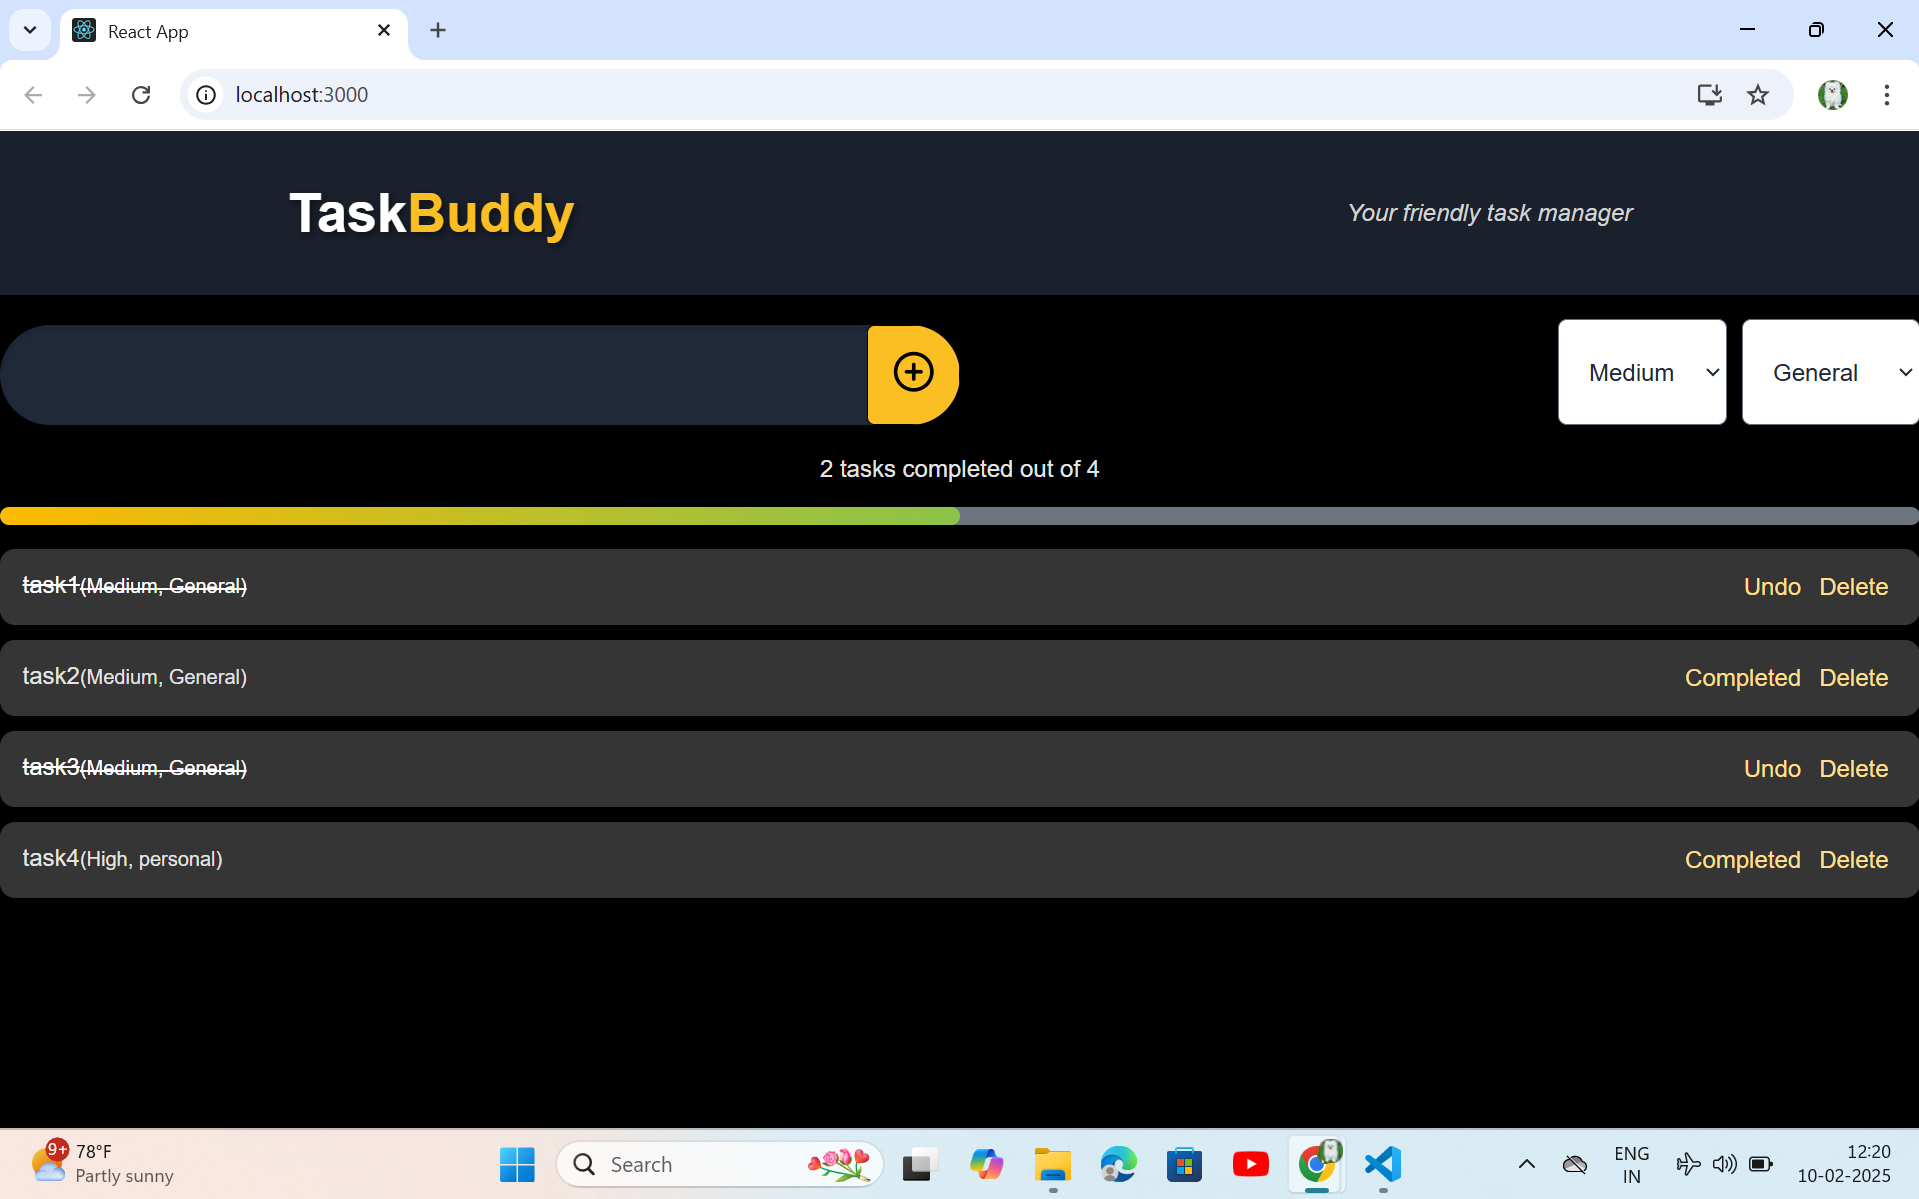 React App
localhost:3000
TaskBuddy
Your friendly task manager
Medium
General
2 tasks completed out of 4
task1(Medium, General) Undo Delete
task2(Medium, General) Completed Delete
task3(Medium, General) Undo Delete
task4(High, personal) Completed Delete
9+
78°F
Partly sunny
Search
ENG
IN
12:20
10-02-2025